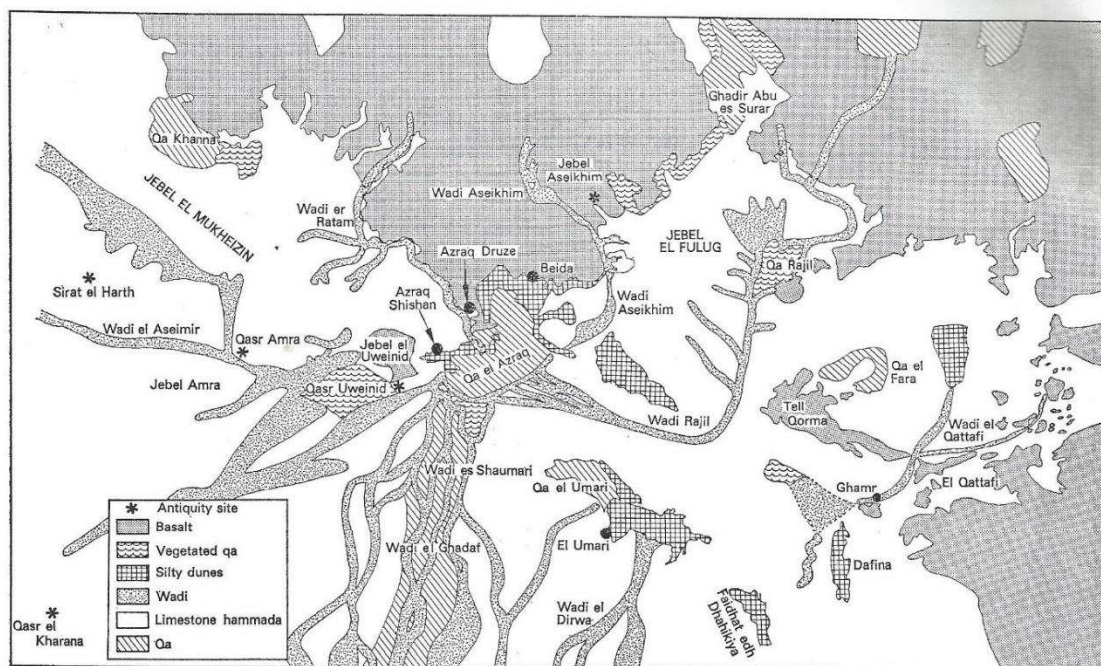 Ghadir Abu
es Surar
Qa Khanna
JEBEL EL MUKHEIZIN
Wadi er
Ratam
Wadi Aseikhim
Jebel
Aseikhim
JEBEL
EL FULUG
Azraq Druze
Beida
Qa Rajil
Sirat el Harth
Azraq
Shishan
Wadi
Aseikhim
Wadi el Aseimir
Qasr Amra
Jebel el
Uweinid
Qa el Azraq
Qa el
Fara
Jebel Amra
Qasr Uweinid
Tell
Qorma
Wadi Rajil
Wadi el
Qattafi
Wadi es Shaumari
Qa el Umari
Ghamr
El Qattafi
Wadi el Ghadaf
El Umari
Dafina
Wadi el
Dirwa
Faidhat edh
Dhahikiya
Qasr el
Kharana
Antiquity site
Basalt
Vegetated qa
Silty dunes
Wadi
Limestone hammada
Qa